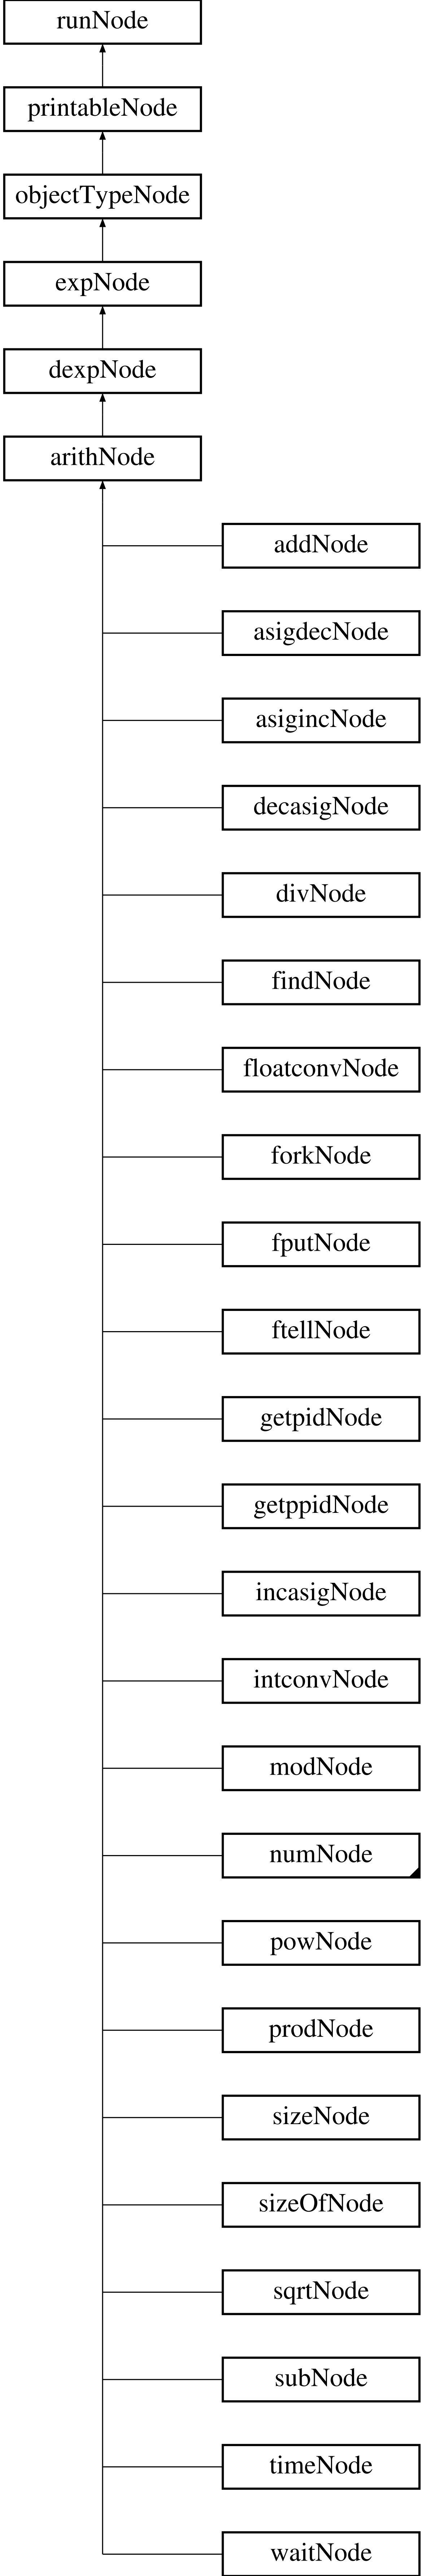 runNode
printableNode
objectTypeNode
expNode
dexpNode
arithNode
addNode
asigdecNode
asigincNode
decasigNode
divNode
findNode
floatconvNode
forkNode
fputNode
ftellNode
getpidNode
getppidNode
incasigNode
intconvNode
modNode
numNode
powNode
prodNode
sizeNode
sizeOfNode
sqrtNode
subNode
timeNode
waitNode